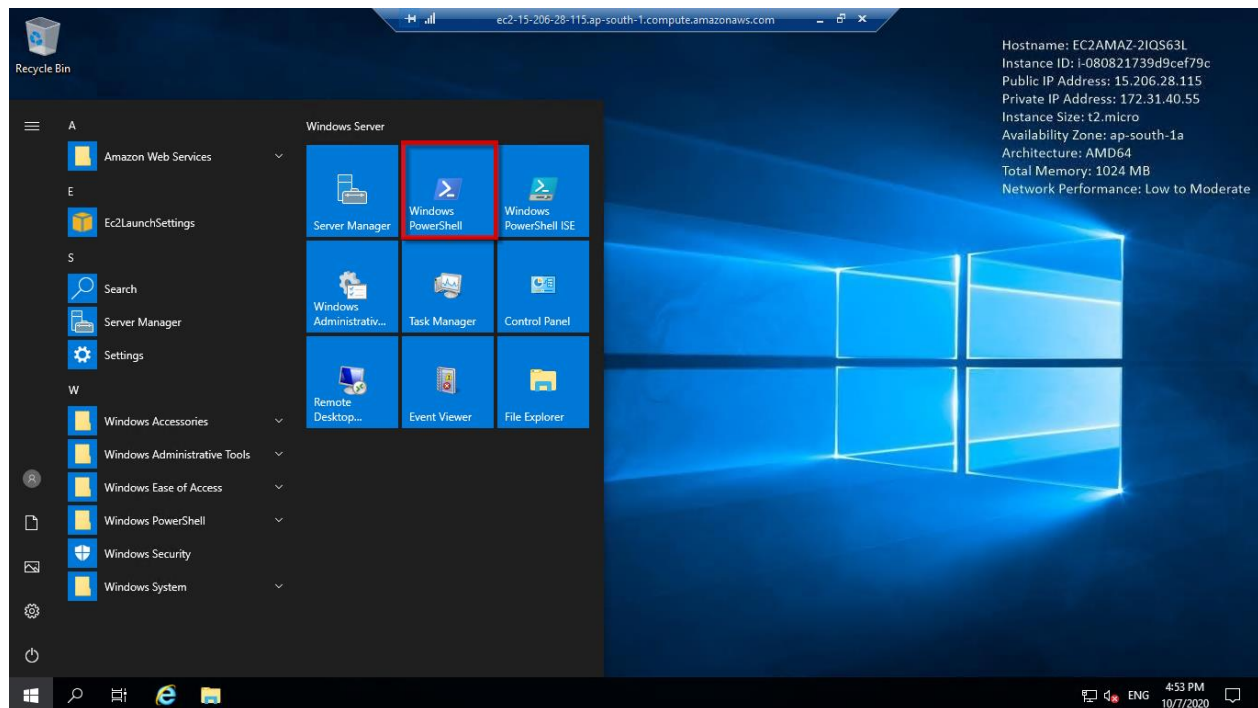 ec2-15-206-28-115.ap-south-1.compute.amazonaws.com
Recycle Bin
Hostname: EC2AMAZ-2IQS63L
Instance ID: i-080821739d9cef79c
Public IP Address: 15.206.28.115
Private IP Address: 172.31.40.55
Instance Size: t2.micro
Availability Zone: ap-south-1a
Architecture: AMD64
Total Memory: 1024 MB
Network Performance: Low to Moderate
A
Amazon Web Services
E
Ec2LaunchSettings
S
Search
Server Manager
Settings
W
Windows Accessories
Windows Administrative Tools
Windows Ease of Access
Windows PowerShell
Windows Security
Windows System
Windows Server
Server Manager
Windows
PowerShell
Windows
PowerShell ISE
Windows
Administrativ...
Task Manager
Control Panel
Remote
Desktop...
Event Viewer
File Explorer
ENG
4:53 PM
10/7/2020